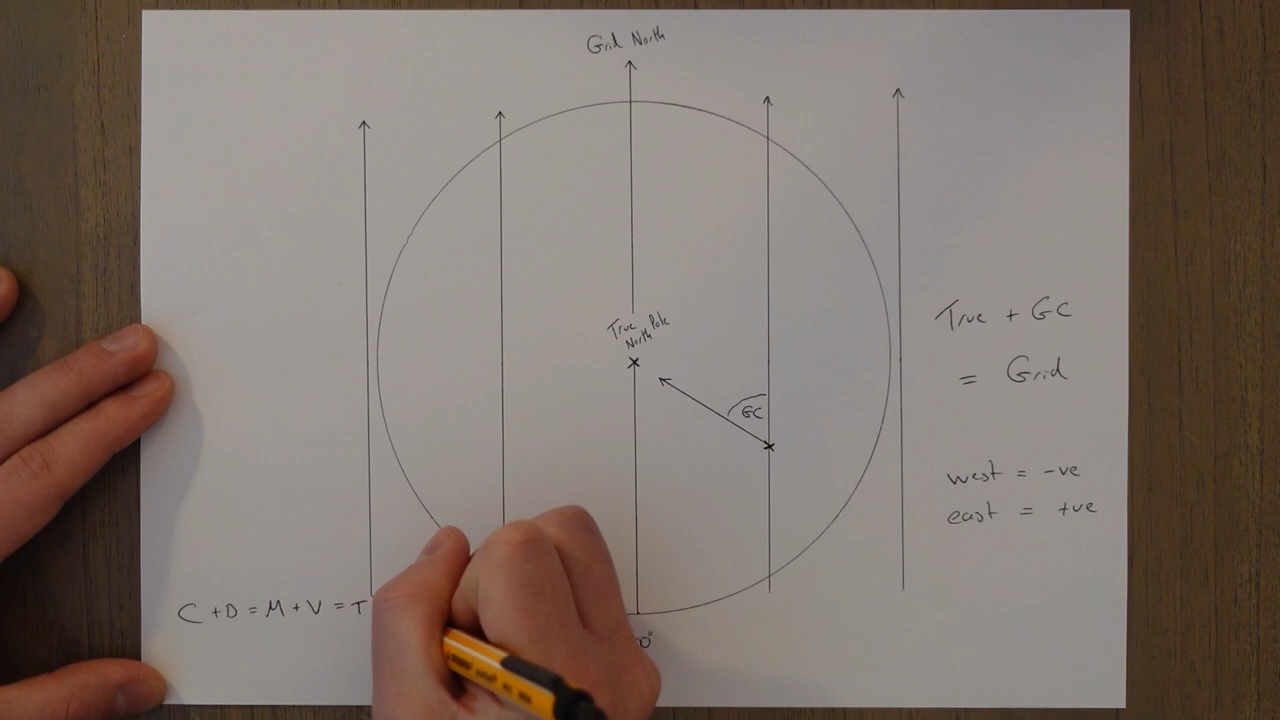 Grid North
True
North Pole
GC
True + GC
= Grid
west = -ve
east = +ve
C + D = M + V = T